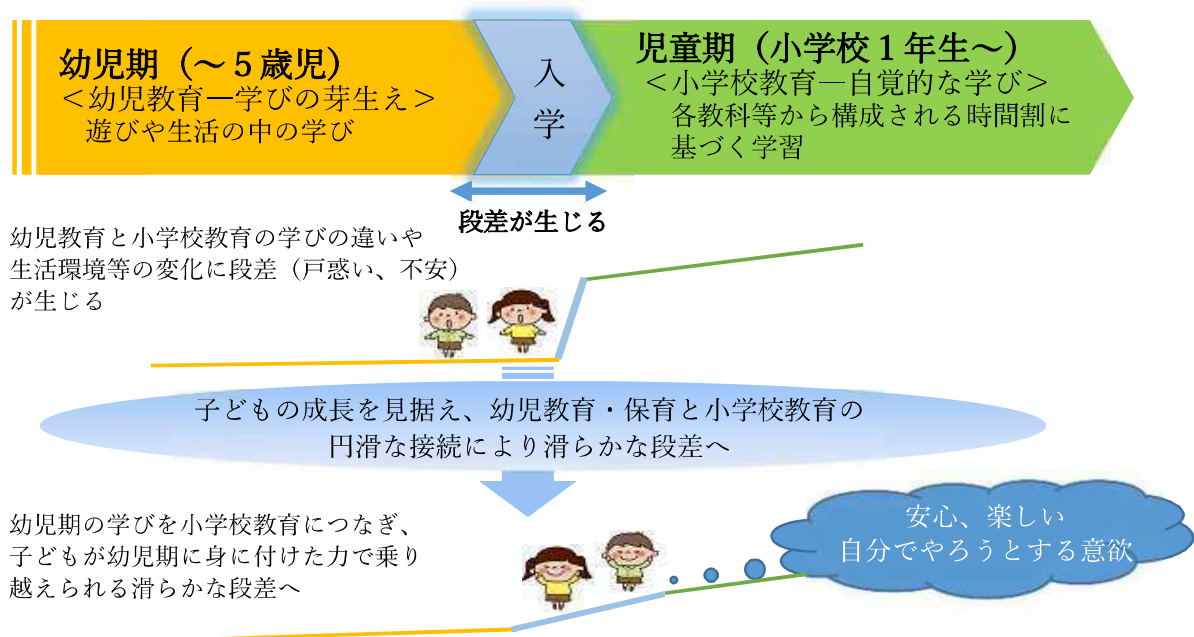 幼児期（～５歳児）
＜幼児教育―学びの芽生え＞
遊びや生活の中の学び
入
学
児童期（小学校１年生～）
＜小学校教育―自覚的な学び＞
各教科等から構成される時間割に
基づく学習
段差が生じる
幼児教育と小学校教育の学びの違いや
生活環境等の変化に段差（戸惑い、不安）
が生じる
子どもの成長を見据え、幼児教育・保育と小学校教育の
円滑な接続により滑らかな段差へ
幼児期の学びを小学校教育につなぎ、
子どもが幼児期に身に付けた力で乗り
越えられる滑らかな段差へ
安心、楽しい
自分でやろうとする意欲